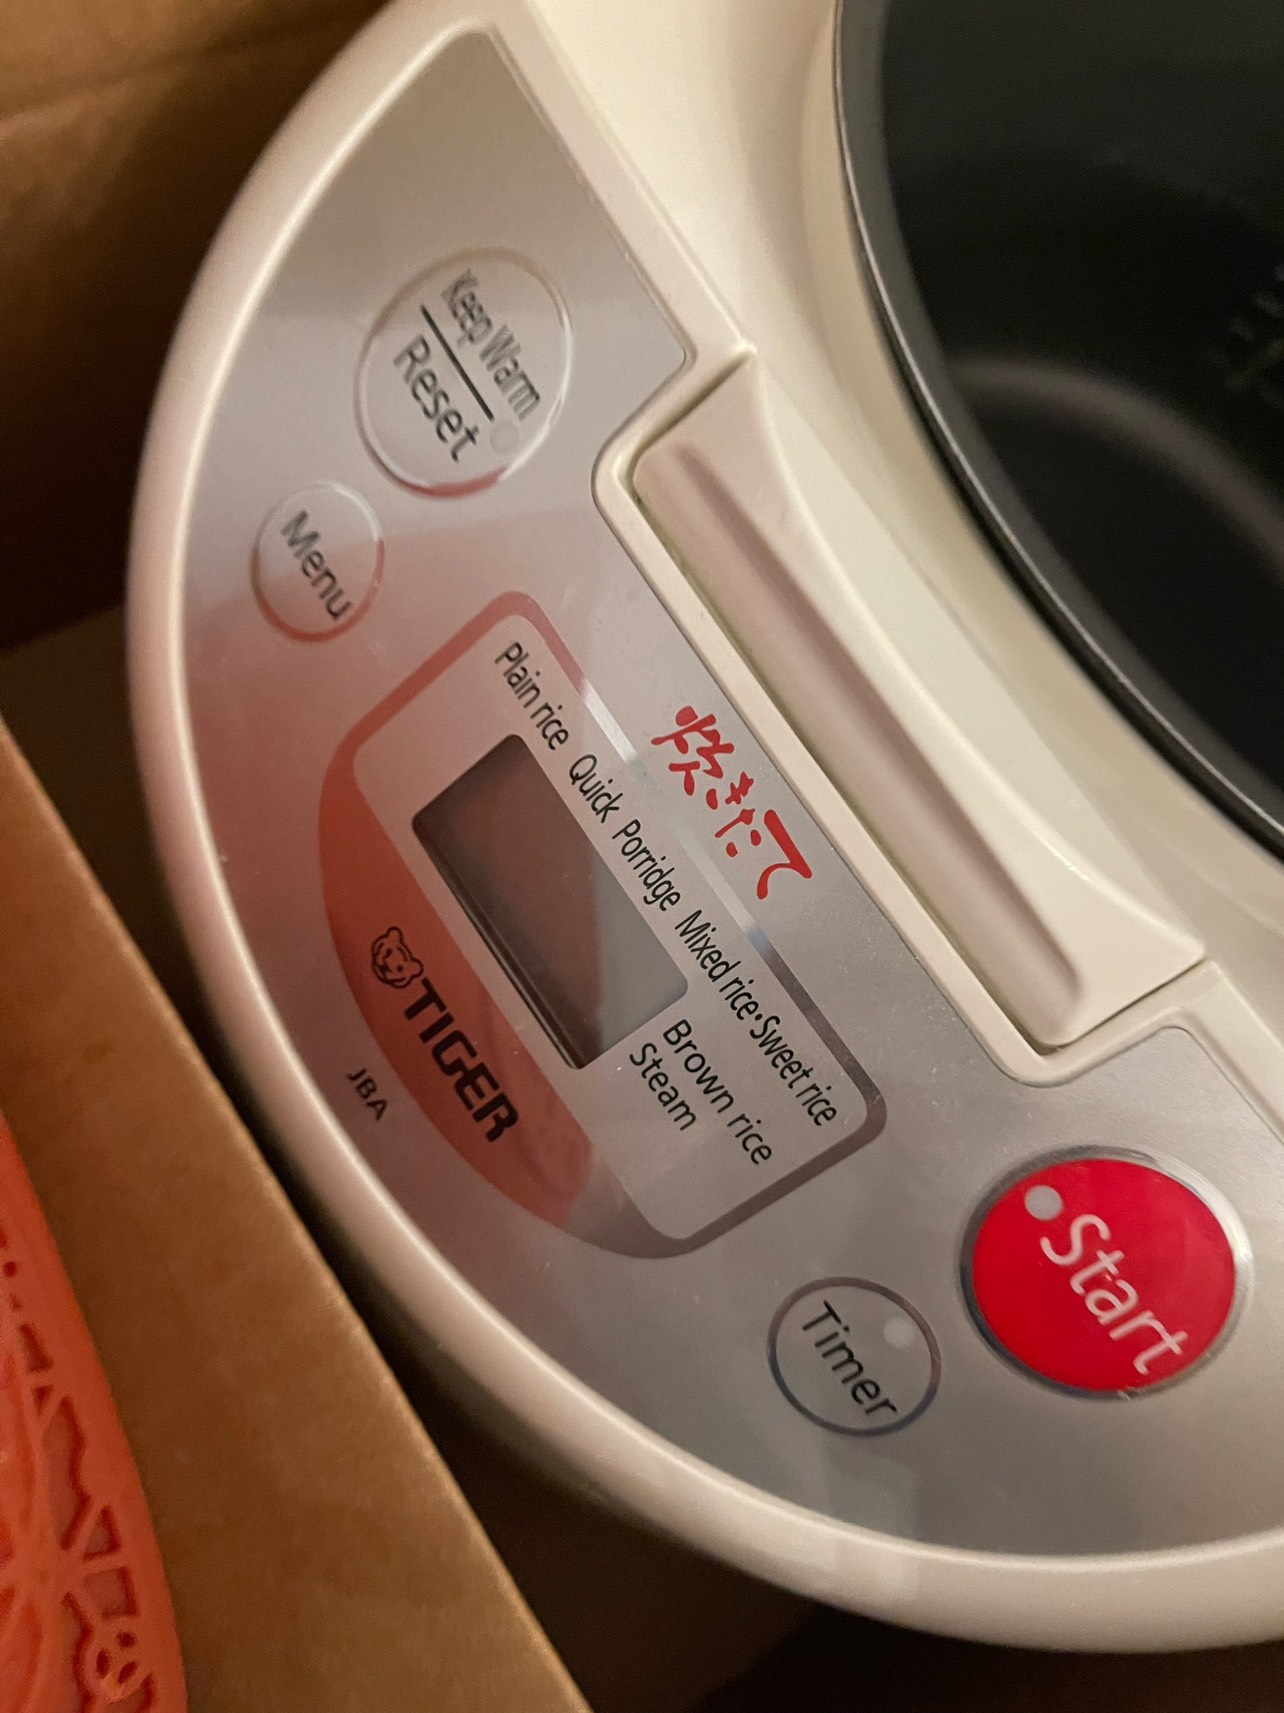 Keep Warm
Reset
Menu
炊きたて
Plain rice Quick Porridge Mixed rice•Sweet rice
Brown rice
Steam
TIGER
JBA
Timer
Start